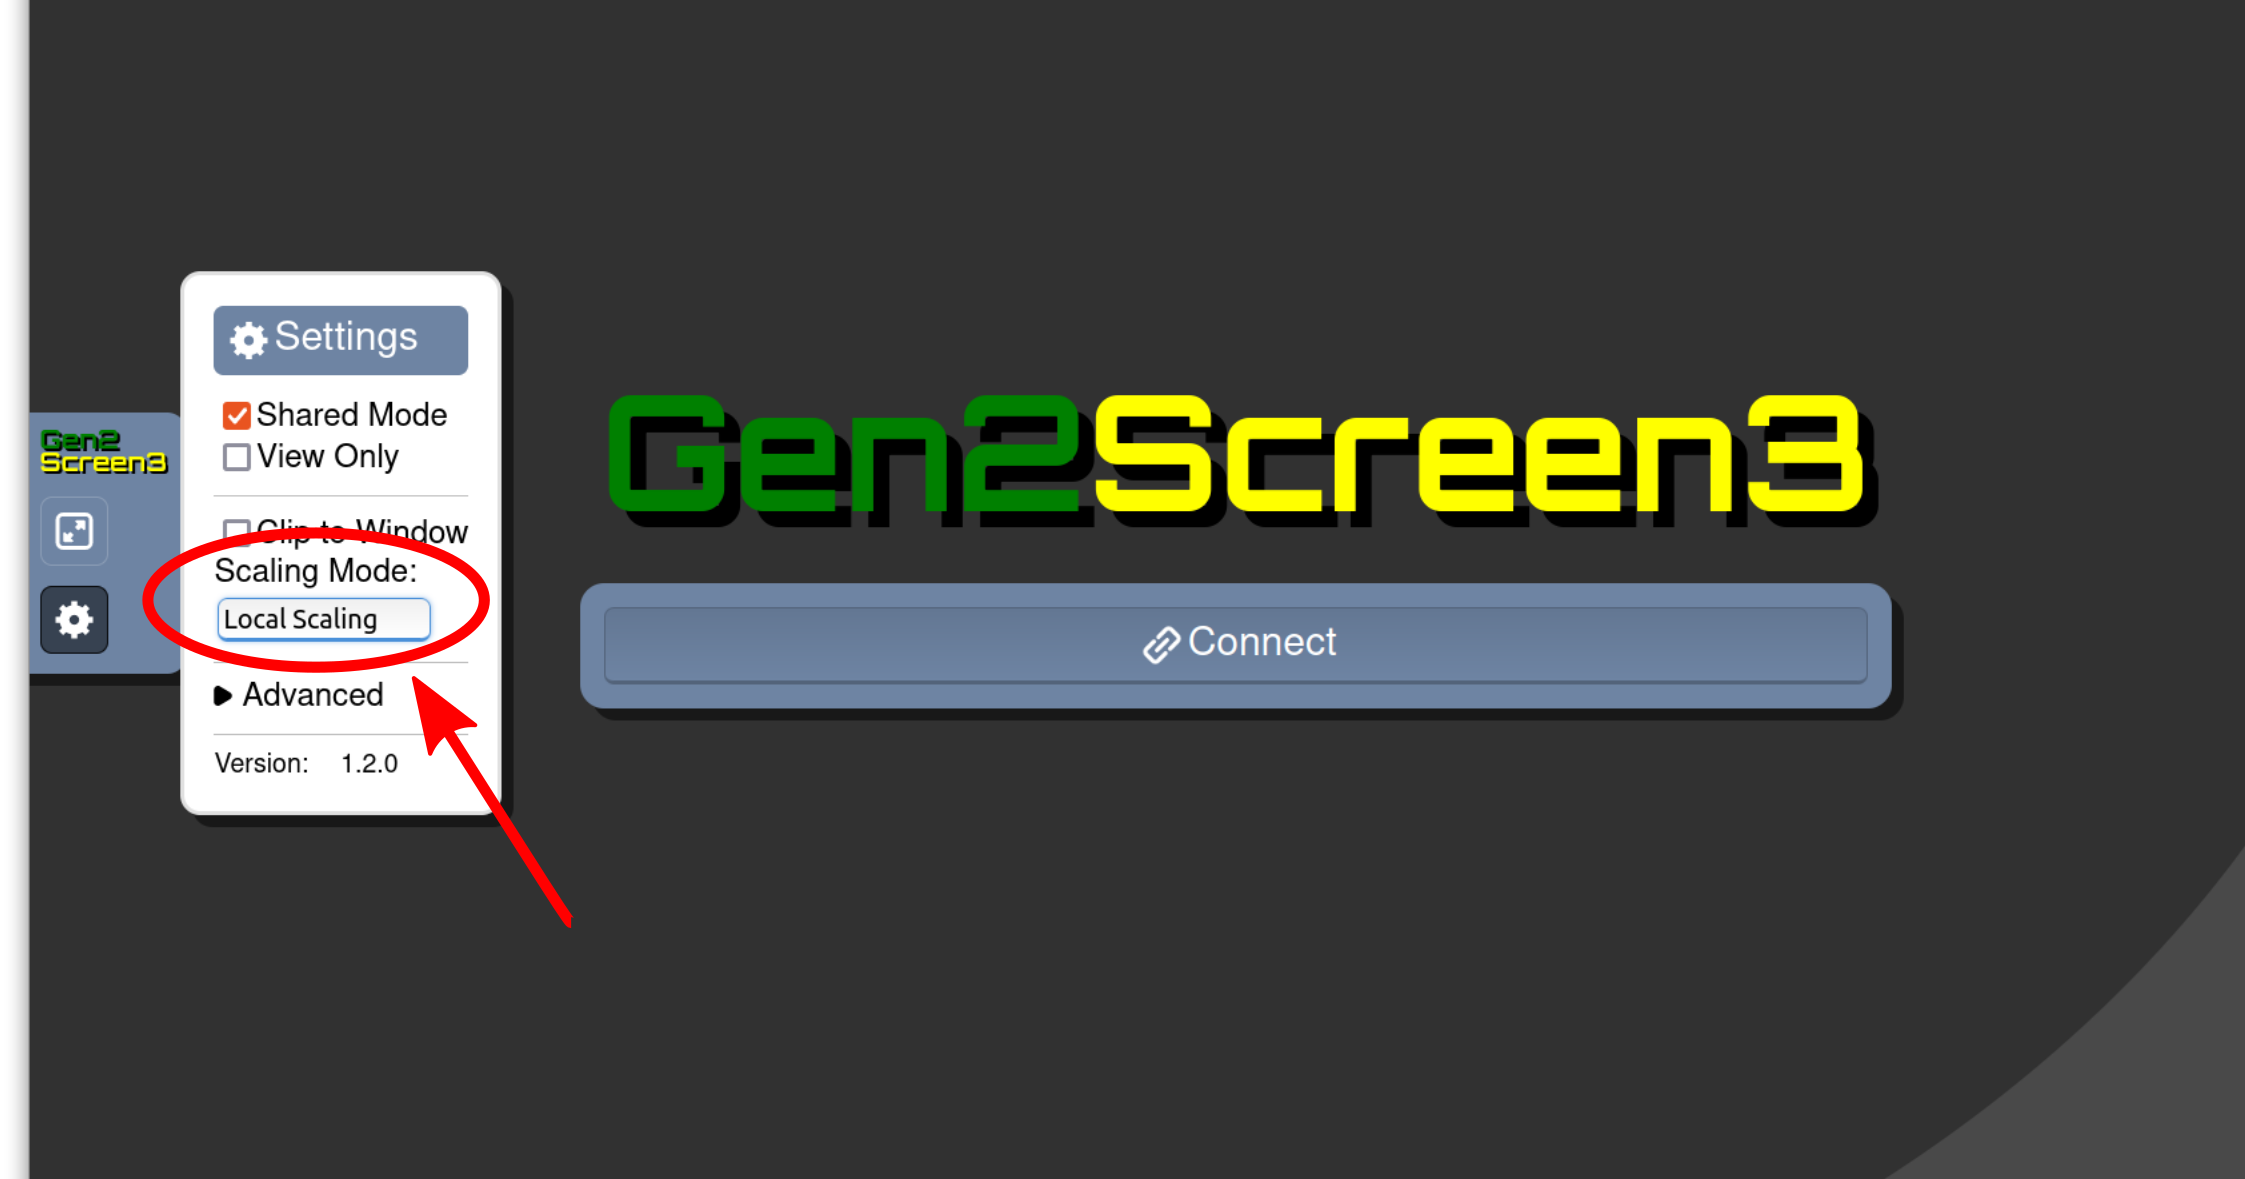 Settings
Shared Mode
View Only
Clip to Window
Scaling Mode:
Local Scaling
Advanced
Version: 1.2.0
Gen2
Screen3
Gen2Screen3
Connect